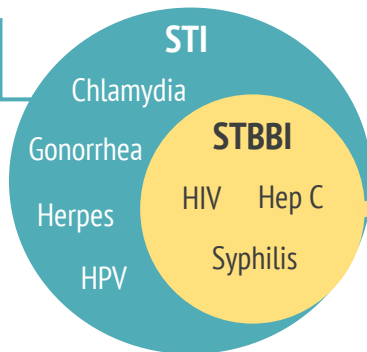 STI
Chlamydia
Gonorrhea
Herpes
HPV
STBBI
HIV Hep C
Syphilis